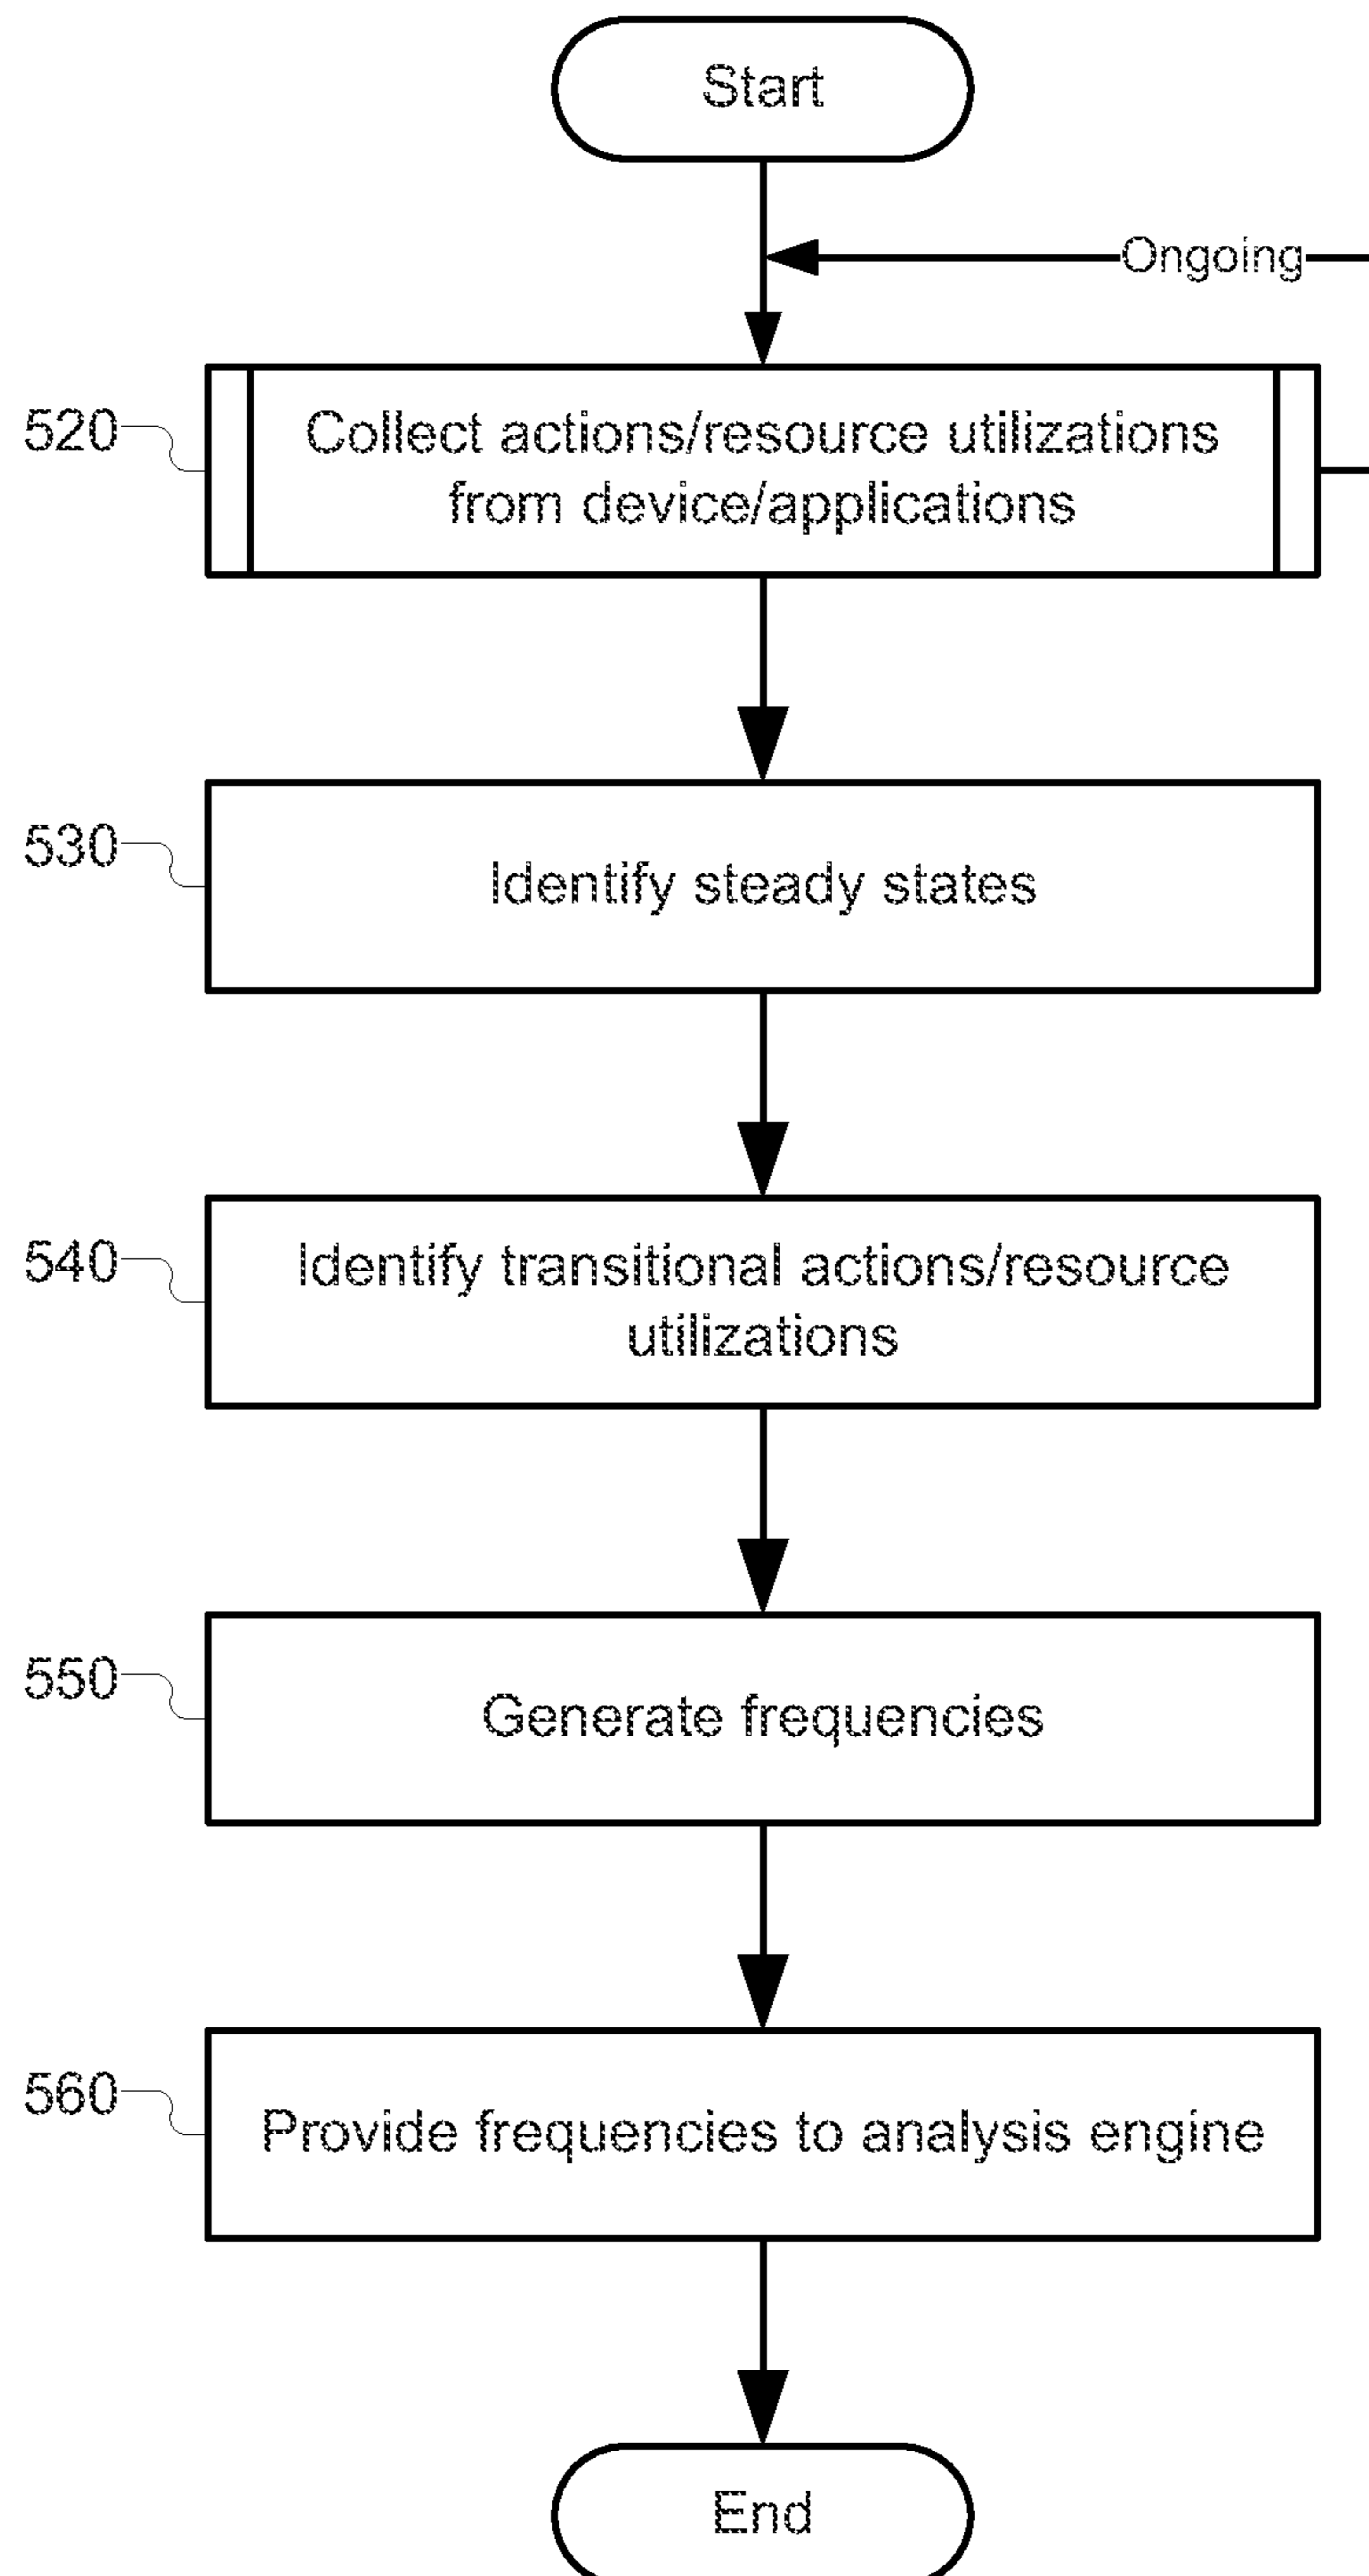 Start
Ongoing
520
Collect actions/resource utilizations
from device/applications
530
Identify steady states
540
Identify transitional actions/resource
utilizations
550
Generate frequencies
560
Provide frequencies to analysis engine
End